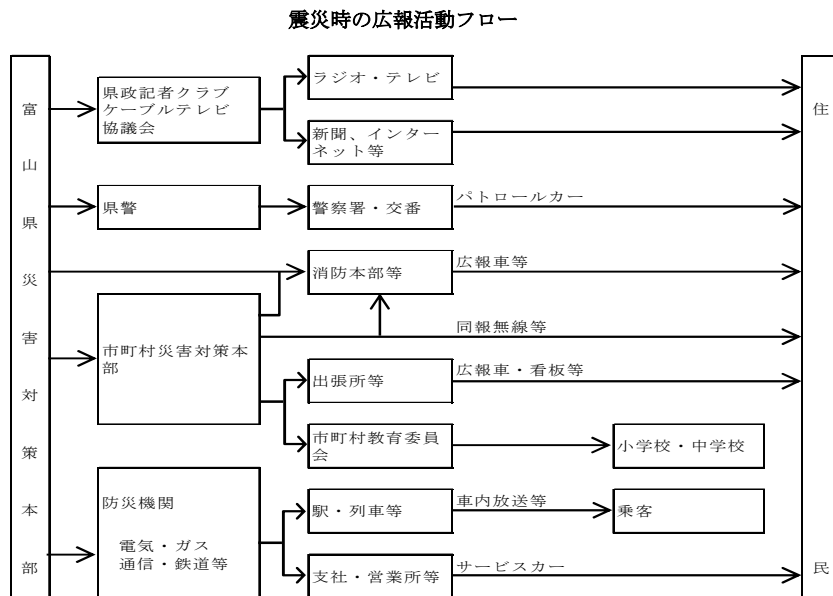 震災時の広報活動フロー
富山県災害対策本部
県政記者クラブ
ケーブルテレビ
協議会
ラジオ・テレビ
新聞、インター
ネット等
県警
警察署・交番
パトロールカー
消防本部等
広報車等
市町村災害対策本
部
同報無線等
出張所等
広報車・看板等
市町村教育委員
会
小学校・中学校
防災機関
電気・ガス
通信・鉄道等
駅・列車等
車内放送等
乗客
支社・営業所等
サービスカー
住民